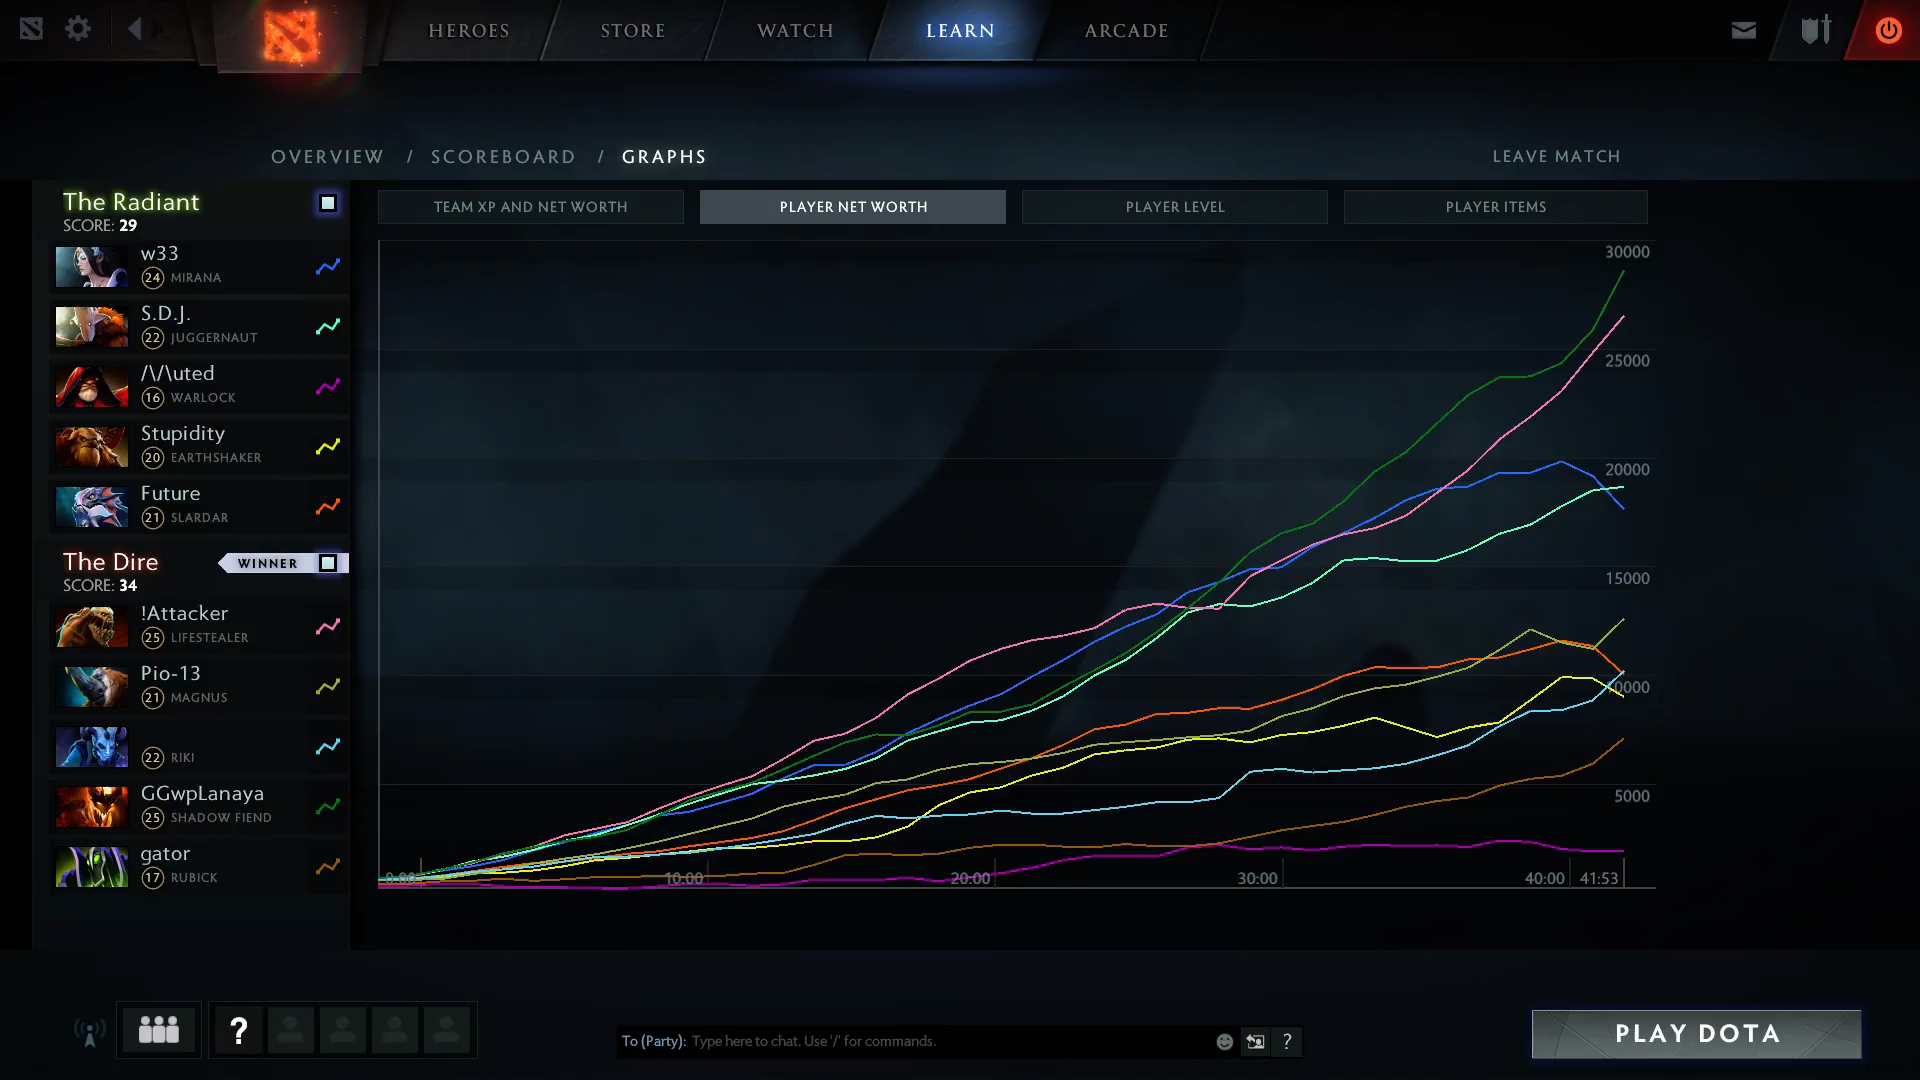 HEROES
STORE
WATCH
LEARN
ARCADE
OVERVIEW / SCOREBOARD / GRAPHS
LEAVE MATCH
The Radiant
SCORE: 29
w33
24 MIRANA
S.D.J.
22 JUGGERNAUT
/\/\uted
16 WARLOCK
Stupidity
20 EARTHSHAKER
Future
21 SLARDAR
The Dire
WINNER
SCORE: 34
!Attacker
25 LIFESTEALER
Pio-13
21 MAGNUS
22 RIKI
GGwpLanaya
25 SHADOW FIEND
gator
17 RUBICK
TEAM XP AND NET WORTH
PLAYER NET WORTH
PLAYER LEVEL
PLAYER ITEMS
30000
25000
20000
15000
10000
5000
0:00
10:00
20:00
30:00
40:00
41:53
?
To (Party): Type here to chat. Use '/' for commands.
?
PLAY DOTA